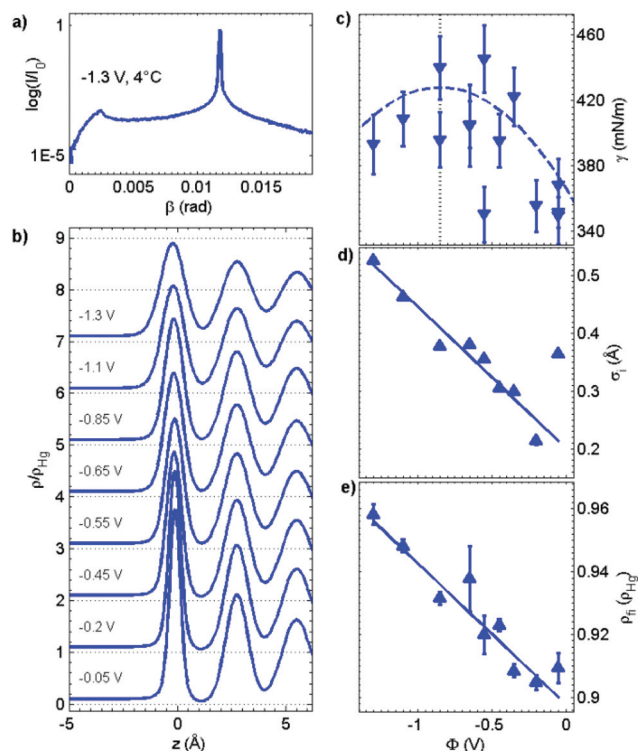 a)
-1.3 V, 4°C
log(I/I0)
1E-5
0 0.005 0.01 0.015
β (rad)
b)
ρ/ρHg
9
8
7
6
5
4
3
2
1
0
-1.3 V
-1.1 V
-0.85 V
-0.65 V
-0.55 V
-0.45 V
-0.2 V
-0.05 V
-5 0 5
z (Å)
c)
460
420
380
340
γ (mN/m)
d)
0.5
0.4
0.3
0.2
σi (Å)
e)
0.96
0.94
0.92
0.9
ρfi (ρHg)
-1 -0.5 0
Φ (V)